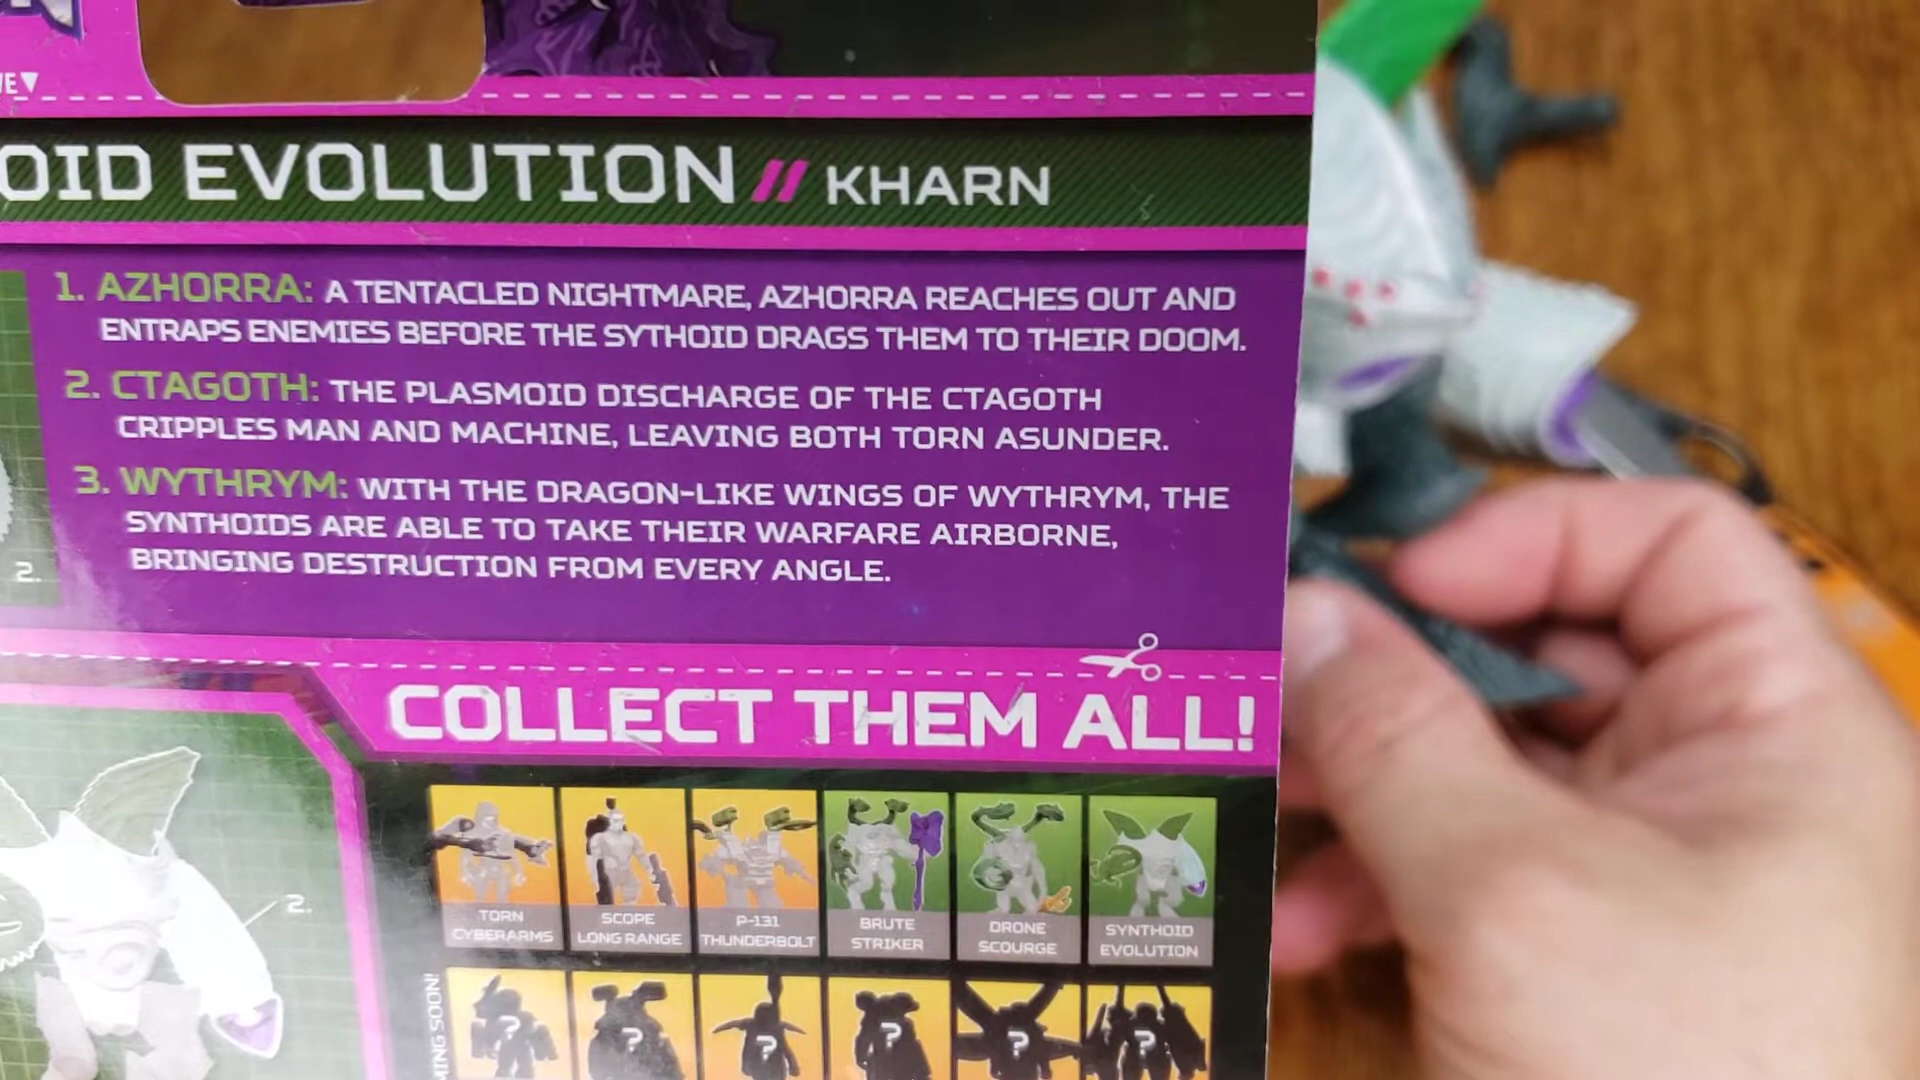 OID EVOLUTION // KHARN
1. AZHORRA: A TENTACLED NIGHTMARE, AZHORRA REACHES OUT AND
ENTRAPS ENEMIES BEFORE THE SYTHOID DRAGS THEM TO THEIR DOOM.
2. CTAGOTH: THE PLASMOID DISCHARGE OF THE CTAGOTH
CRIPPLES MAN AND MACHINE, LEAVING BOTH TORN ASUNDER.
3. WYTHRYM: WITH THE DRAGON-LIKE WINGS OF WYTHRYM, THE
SYNTHOIDS ARE ABLE TO TAKE THEIR WARFARE AIRBORNE,
BRINGING DESTRUCTION FROM EVERY ANGLE.
2.
COLLECT THEM ALL!
2.
TORN
CYBERARMS
SCOPE
LONG RANGE
P-131
THUNDERBOLT
BRUTE
STRIKER
DRONE
SCOURGE
SYNTHOID
EVOLUTION
MING SOON!
? ? ? ? ? ?